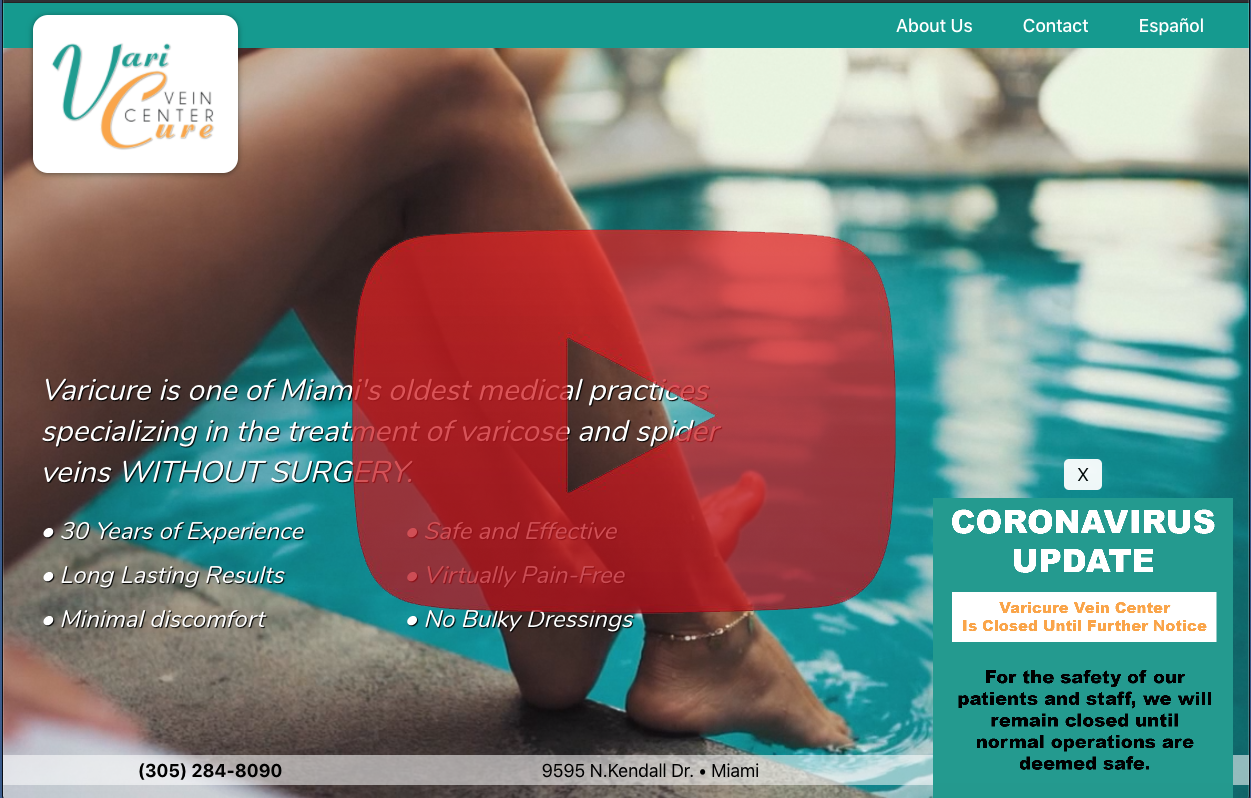 About Us
Contact
Español
Vari
VEIN
CENTER
Cure
Varicure is one of Miami's oldest medical practices
specializing in the treatment of varicose and spider
veins WITHOUT SURGERY.
• 30 Years of Experience
• Safe and Effective
• Long Lasting Results
• Virtually Pain-Free
• Minimal discomfort
• No Bulky Dressings
X
CORONAVIRUS
UPDATE
Varicure Vein Center
Is Closed Until Further Notice
For the safety of our
patients and staff, we will
remain closed until
normal operations are
deemed safe.
(305) 284-8090
9595 N.Kendall Dr. • Miami